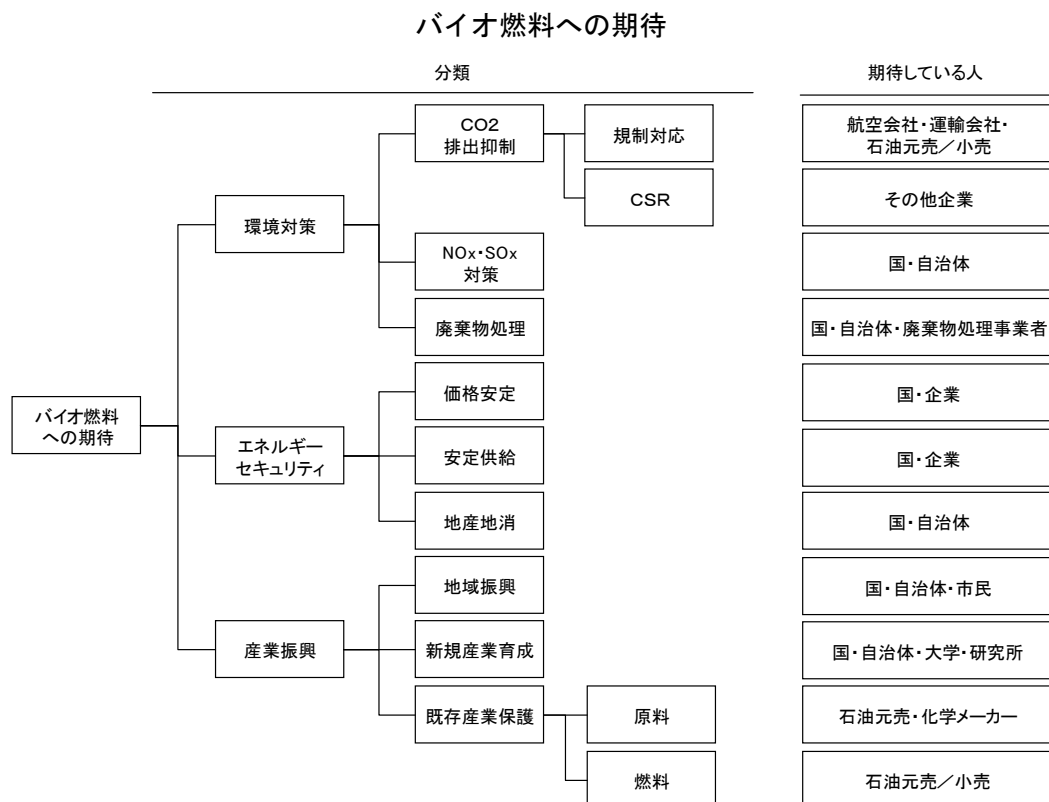 バイオ燃料への期待
分類
期待している人
CO2
排出抑制
規制対応
航空会社・運輸会社・
石油元売／小売
CSR
その他企業
環境対策
NOx・SOx
対策
国・自治体
廃棄物処理
国・自治体・廃棄物処理事業者
価格安定
国・企業
バイオ燃料
への期待
エネルギー
セキュリティ
安定供給
国・企業
地産地消
国・自治体
地域振興
国・自治体・市民
産業振興
新規産業育成
国・自治体・大学・研究所
既存産業保護
原料
石油元売・化学メーカー
燃料
石油元売／小売